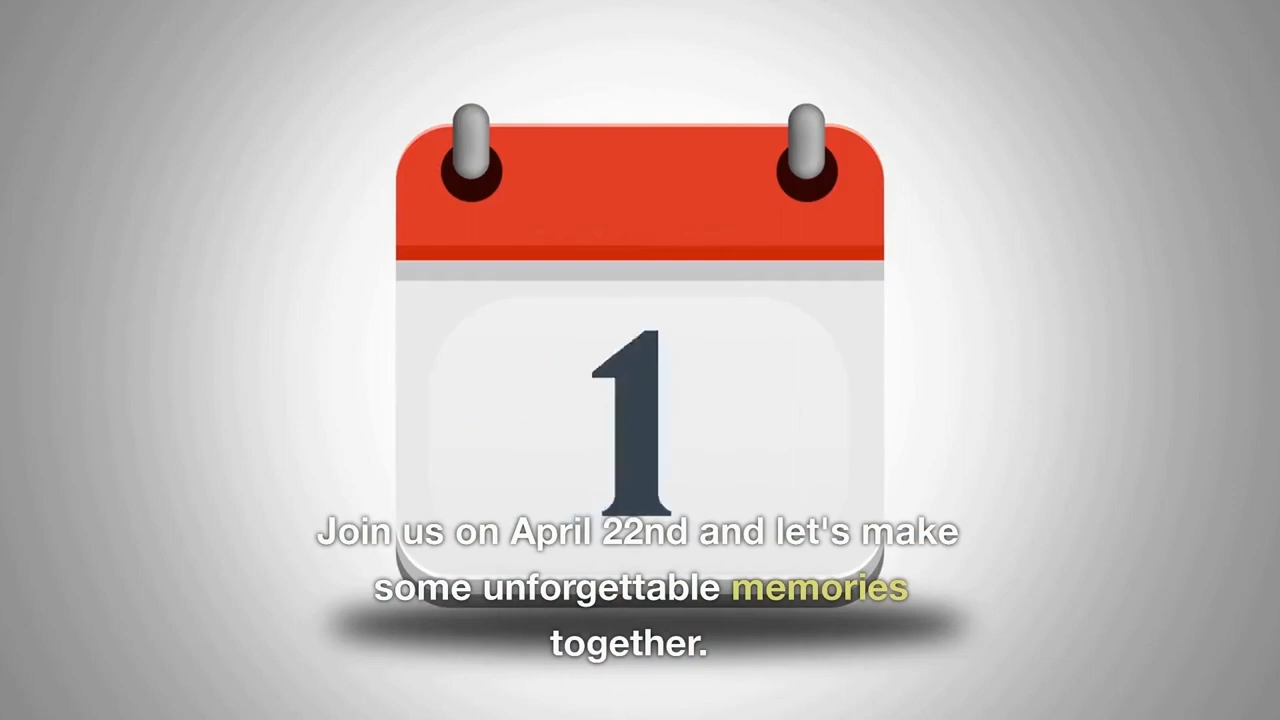 1
Join us on April 22nd and let's make
some unforgettable memories
together.